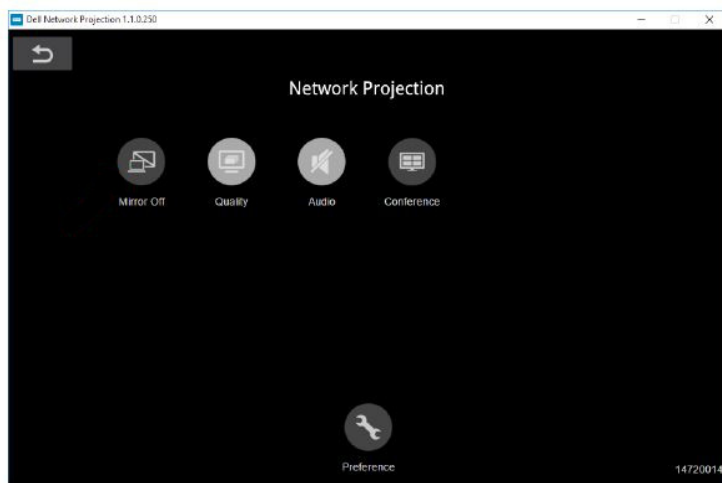 Dell Network Projection 1.1.0.250
Network Projection
Mirror Off Quality Audio Conference
Preference
14720014